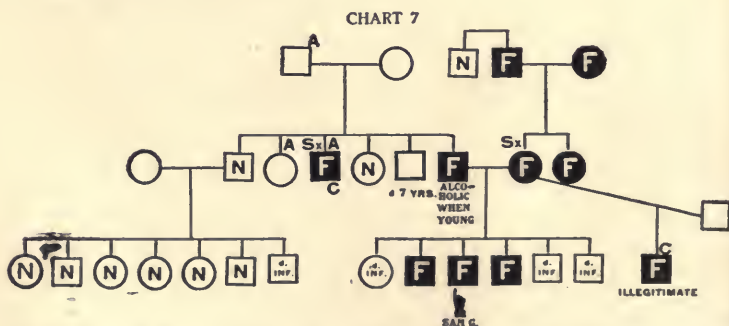 CHART 7
A
N F F
A Sx A Sx
N F N F F F
C d 7 YRS. ALCO-
HOLIC
WHEN
YOUNG
C
N N N N N N d.
INF. d.
INF. F F F d.
INF. d.
INF. F
ILLEGITIMATE
SAM G.